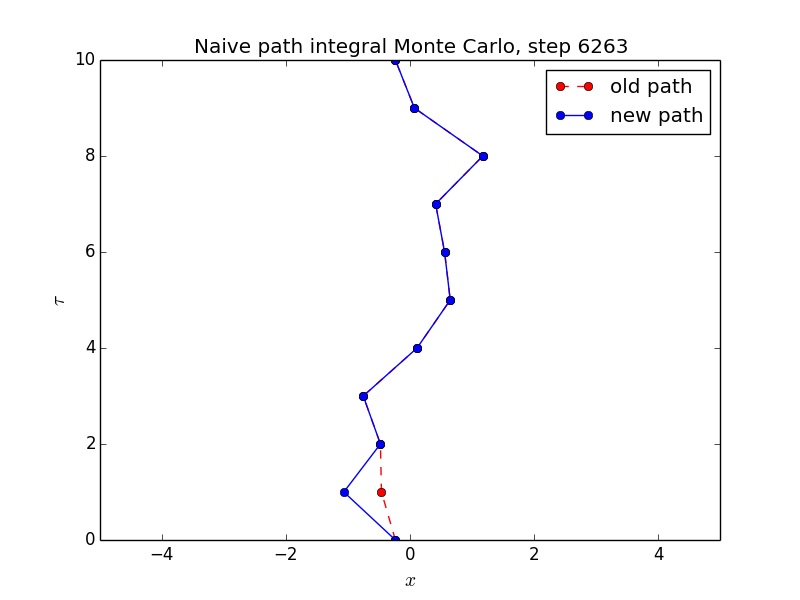 Naive path integral Monte Carlo, step 6263
old path
new path
10
8
6
4
2
0
τ
−4 −2 0 2 4
x